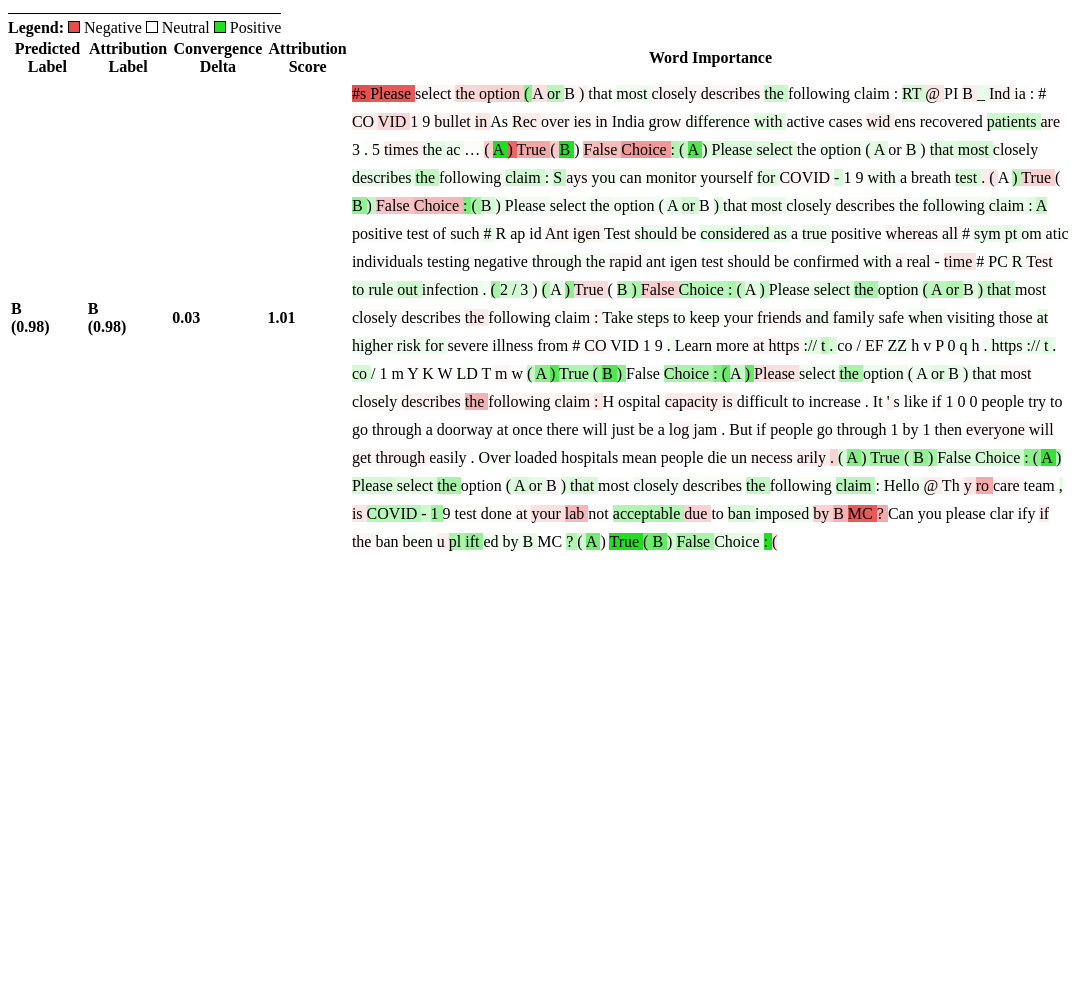 Legend: Negative Neutral Positive
Predicted Label Attribution Label Convergence Delta Attribution Score Word Importance
B (0.98) B (0.98) 0.03 1.01
#s Please select the option ( A or B ) that most closely describes the following claim : RT @ PI B _ Ind ia : #
CO VID 1 9 bullet in As Rec over ies in India grow difference with active cases wid ens recovered patients are
3 . 5 times the ac … ( A ) True ( B ) False Choice : ( A ) Please select the option ( A or B ) that most closely
describes the following claim : S ays you can monitor yourself for COVID - 1 9 with a breath test . ( A ) True (
B ) False Choice : ( B ) Please select the option ( A or B ) that most closely describes the following claim : A
positive test of such # R ap id Ant igen Test should be considered as a true positive whereas all # sym pt om atic
individuals testing negative through the rapid ant igen test should be confirmed with a real - time # PC R Test
to rule out infection . ( 2 / 3 ) ( A ) True ( B ) False Choice : ( A ) Please select the option ( A or B ) that most
closely describes the following claim : Take steps to keep your friends and family safe when visiting those at
higher risk for severe illness from # CO VID 1 9 . Learn more at https :// t . co / EF ZZ h v P 0 q h . https :// t .
co / 1 m Y K W LD T m w ( A ) True ( B ) False Choice : ( A ) Please select the option ( A or B ) that most
closely describes the following claim : H ospital capacity is difficult to increase . It ' s like if 1 0 0 people try to
go through a doorway at once there will just be a log jam . But if people go through 1 by 1 then everyone will
get through easily . Over loaded hospitals mean people die un necess arily . ( A ) True ( B ) False Choice : ( A )
Please select the option ( A or B ) that most closely describes the following claim : Hello @ Th y ro care team ,
is COVID - 1 9 test done at your lab not acceptable due to ban imposed by B MC ? Can you please clar ify if
the ban been u pl ift ed by B MC ? ( A ) True ( B ) False Choice : (